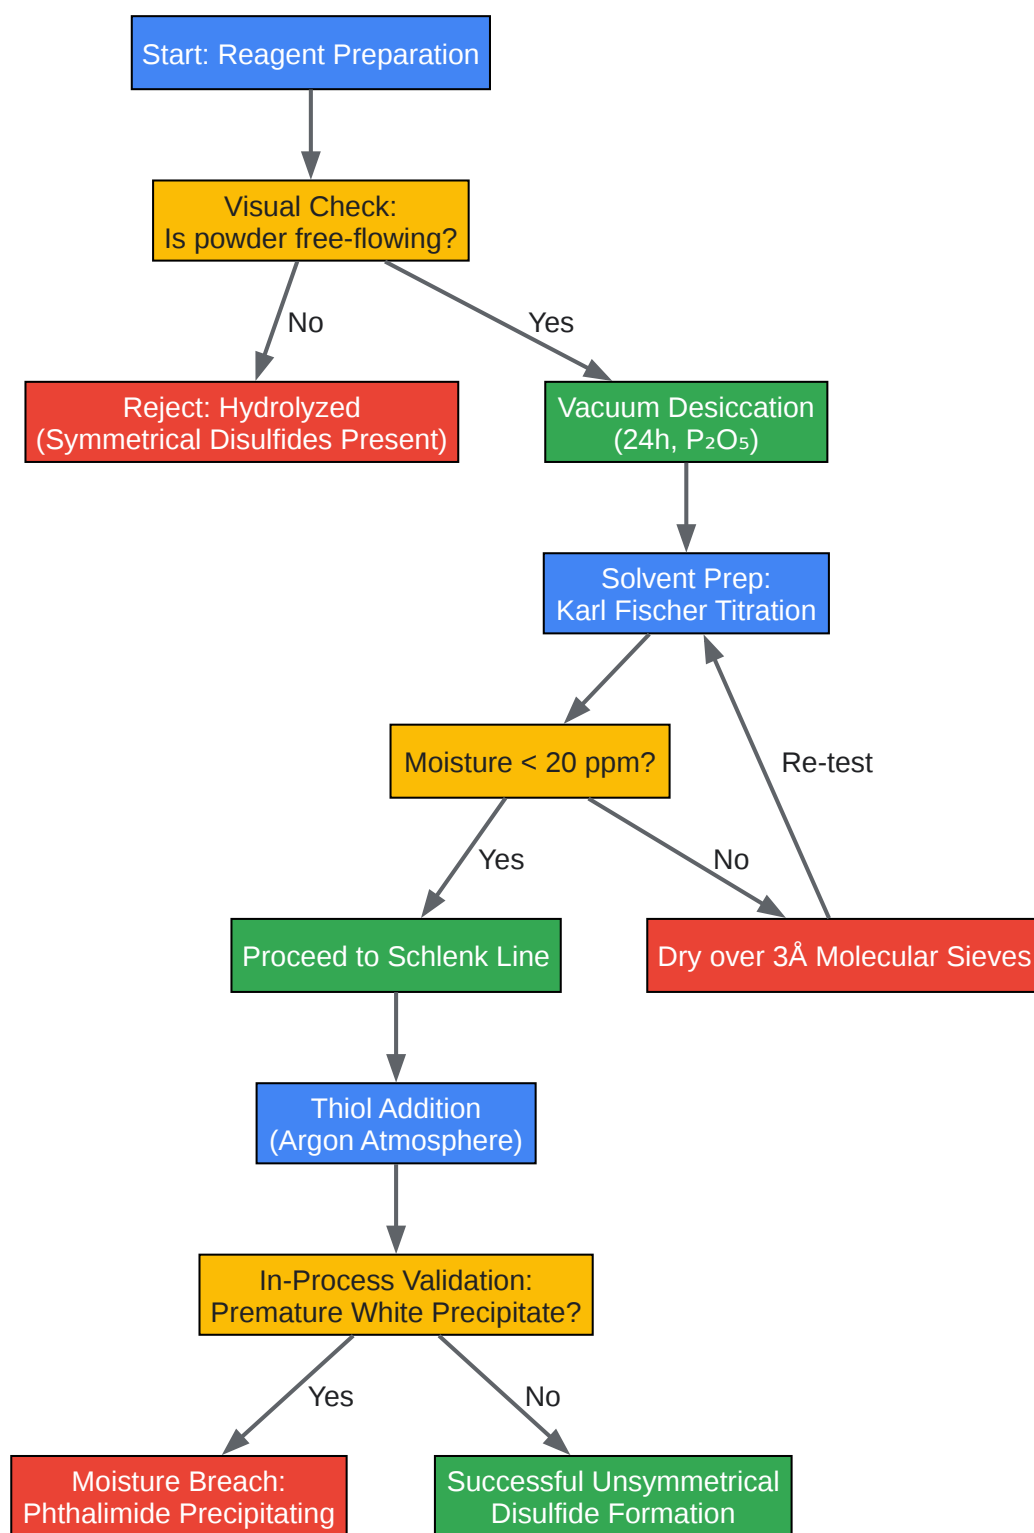 Start: Reagent Preparation
Visual Check:
Is powder free-flowing?
No
Yes
Reject: Hydrolyzed
(Symmetrical Disulfides Present)
Vacuum Desiccation
(24h, P₂O₅)
Solvent Prep:
Karl Fischer Titration
Moisture < 20 ppm?
Re-test
Yes
No
Proceed to Schlenk Line
Dry over 3Å Molecular Sieves
Thiol Addition
(Argon Atmosphere)
In-Process Validation:
Premature White Precipitate?
Yes
No
Moisture Breach:
Phthalimide Precipitating
Successful Unsymmetrical
Disulfide Formation